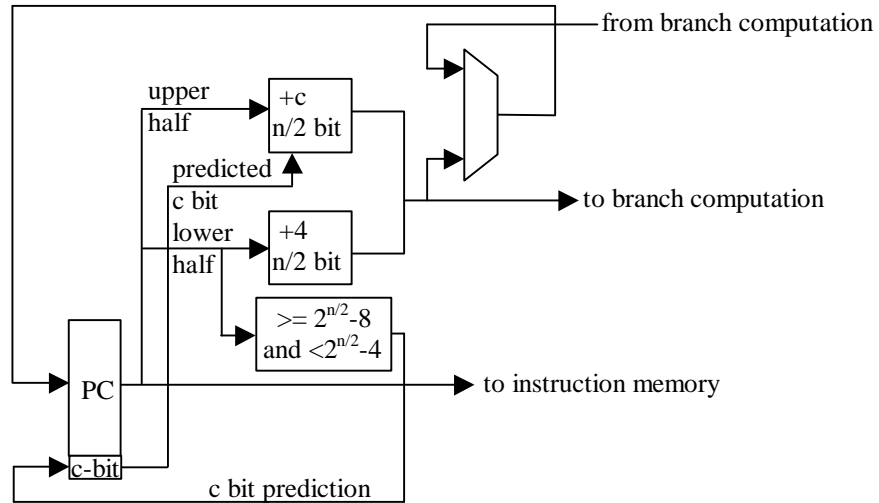 from branch computation
upper
half
+c
n/2 bit
predicted
c bit
to branch computation
lower
half
+4
n/2 bit
>= 2^{n/2}-8
and <2^{n/2}-4
PC
to instruction memory
c-bit
c bit prediction